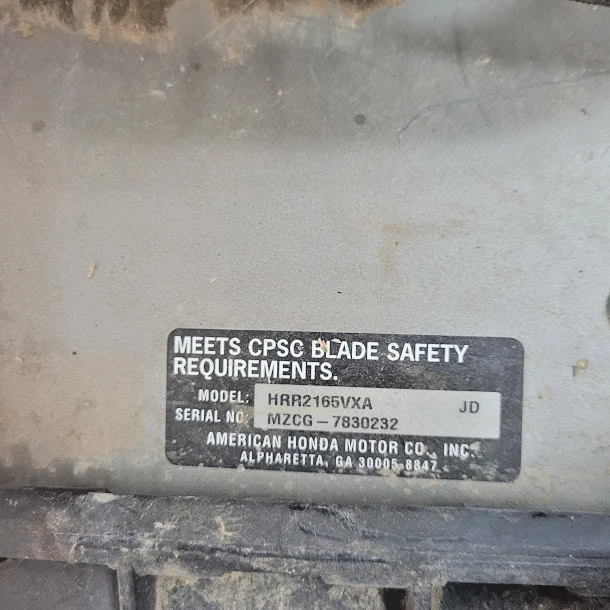 MEETS CPSC BLADE SAFETY
REQUIREMENTS.
MODEL: HRR2165VXA JD
SERIAL NO MZCG-7830232
AMERICAN HONDA MOTOR CO., INC.
ALPHARETTA, GA 30005-8847